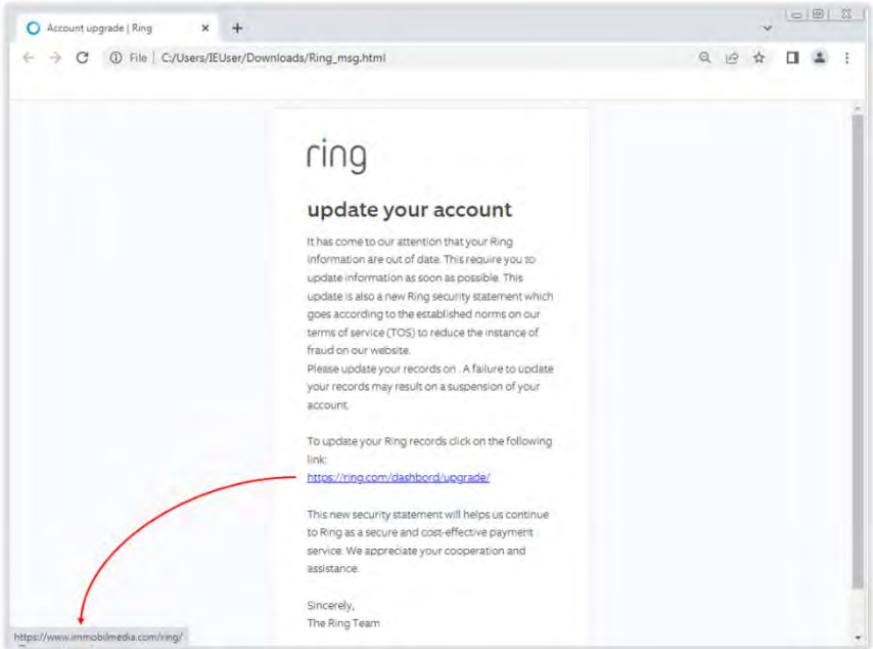 Account upgrade | Ring
File | C:/Users/IEUser/Downloads/Ring_msg.html
ring
update your account
It has come to our attention that your Ring
information are out of date. This require you to
update information as soon as possible. This
update is also a new Ring security statement which
goes according to the established norms on our
terms of service (TOS) to reduce the instance of
fraud on our website.
Please update your records on . A failure to update
your records may result on a suspension of your
account.
To update your Ring records click on the following
link:
https://ring.com/dashbord/upgrade/
This new security statement will helps us continue
to Ring as a secure and cost-effective payment
service. We appreciate your cooperation and
assistance.
Sincerely,
The Ring Team
https://www.immobilmedia.com/ring/